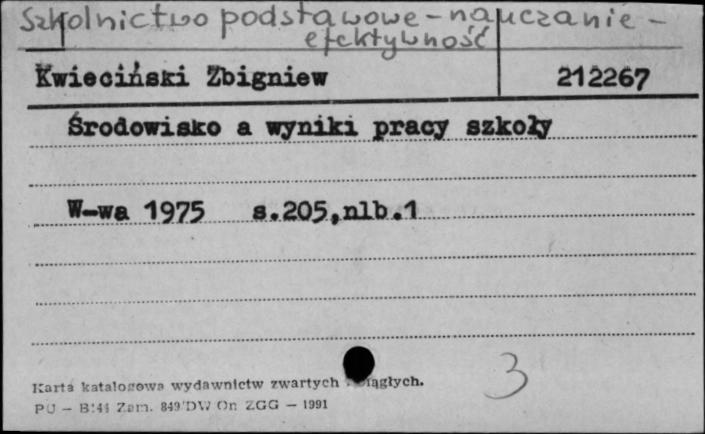 Szkolnictwo podstawowe - nauczanie -
efektywność
Kwieciński Zbigniew 212267
Środowisko a wyniki pracy szkoły
W-wa 1975 s.205,nlb.1
Karta katalogowa wydawnictw zwartych ciągłych.
3
PU - B:44 Zam. 849/DW/On ZGG - 1991